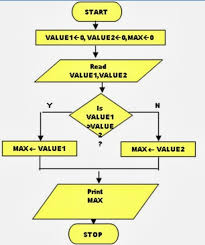 START
VALUE1←0, VALUE2←0,MAX←0
Read
VALUE1,VALUE2
Y
Is
VALUE1
>VALUE
2
?
N
MAX← VALUE1
MAX← VALUE2
Print
MAX
STOP